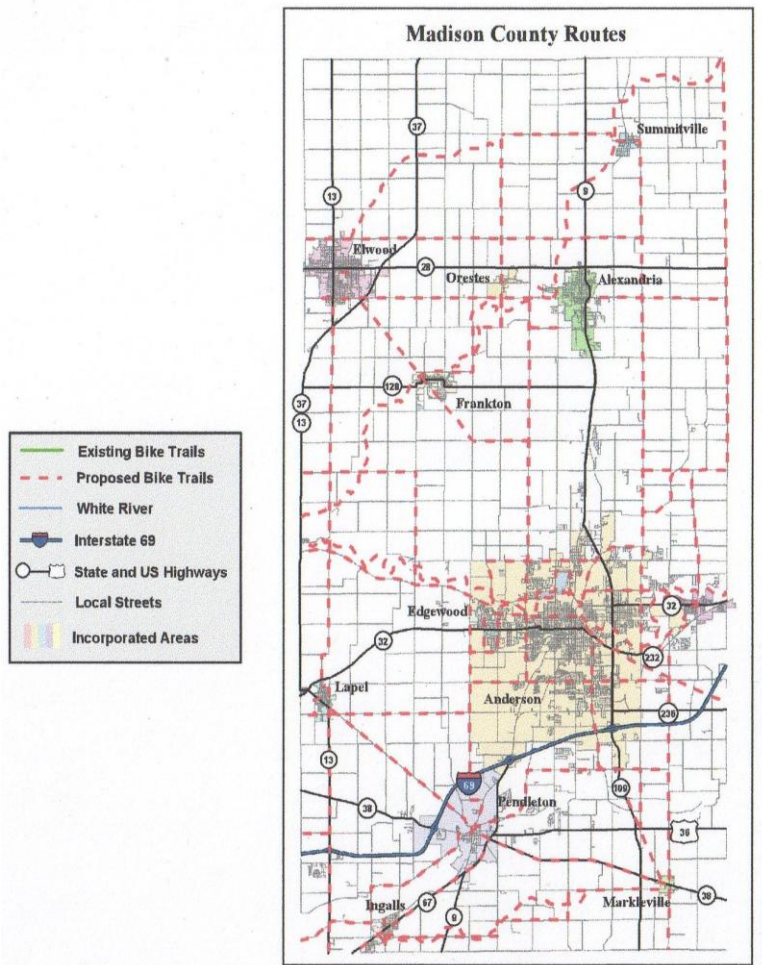 Madison County Routes
Summitville
37
13
9
Elwood
28
Orestes
Alexandria
128
Frankton
37
13
Existing Bike Trails
Proposed Bike Trails
White River
Interstate 69
State and US Highways
Local Streets
Incorporated Areas
Edgewood
32
32
232
Lapel
Anderson
236
13
69
109
38
Pendleton
36
Ingalls
67
9
Markleville
38